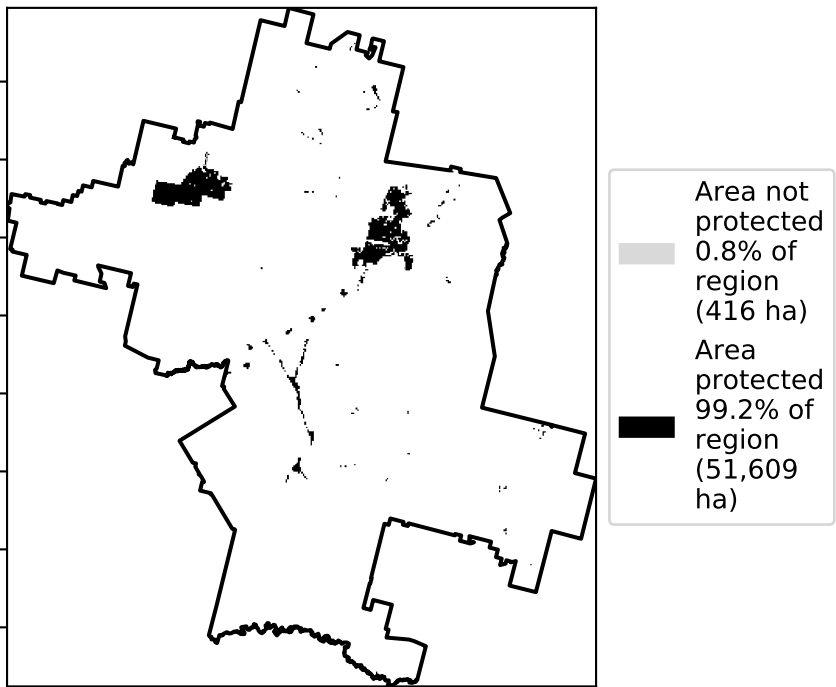 Area not
protected
0.8% of
region
(416 ha)
Area
protected
99.2% of
region
(51,609
ha)